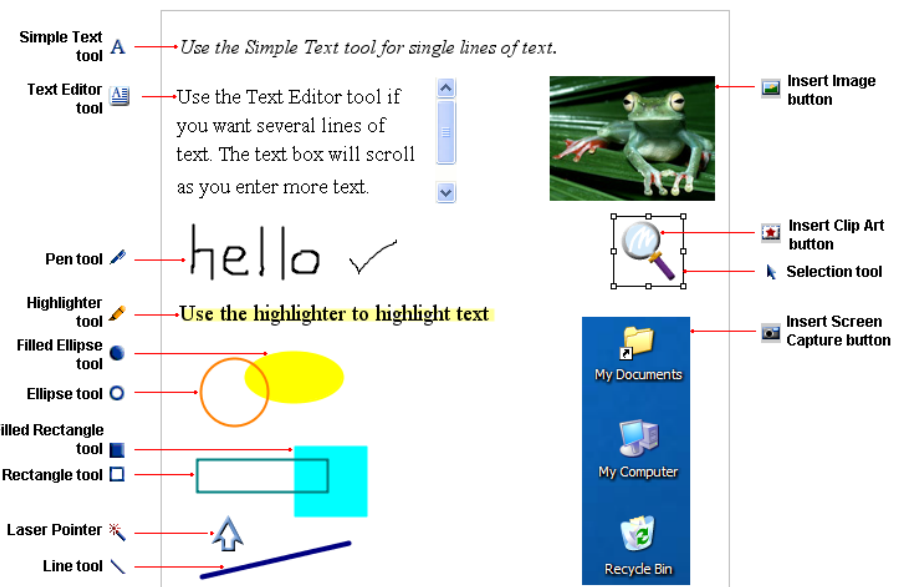 Simple Text
tool
A
Use the Simple Text tool for single lines of text.
Text Editor
tool
A
Use the Text Editor tool if
you want several lines of
text. The text box will scroll
as you enter more text.
Insert Image
button
Pen tool
hello
Insert Clip Art
button
Selection tool
Highlighter
tool
Use the highlighter to highlight text
Insert Screen
Capture button
Filled Ellipse
tool
Ellipse tool
illed Rectangle
tool
Rectangle tool
Laser Pointer
Line tool
My Documents
My Computer
Recycle Bin